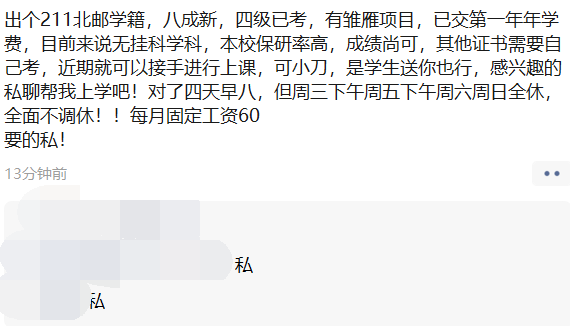 出个211北邮学籍，八成新，四级已考，有雏雁项目，已交第一年年学
费，目前来说无挂科学科，本校保研率高，成绩尚可，其他证书需要自
己考，近期就可以接手进行上课，可小刀，是学生送你也行，感兴趣的
私聊帮我上学吧！对了四天早八，但周三下午周五下午周六周日全休，
全面不调休！！每月固定工资60
要的私！
13分钟前
私
私